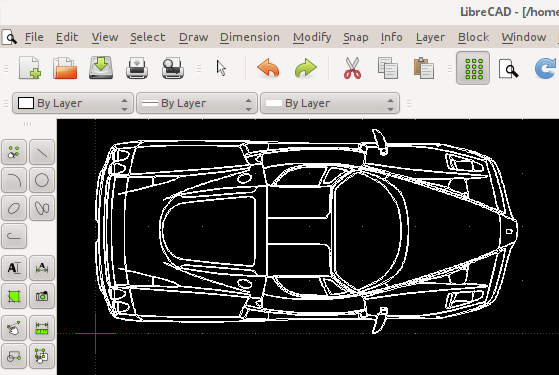 LibreCAD - [/home
File Edit View Select Draw Dimension Modify Snap Info Layer Block Window
By Layer By Layer By Layer